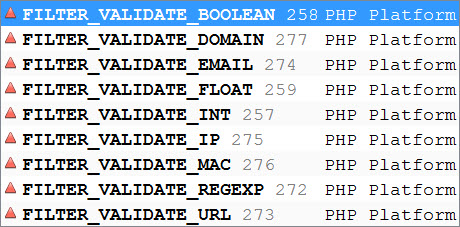 FILTER_VALIDATE_BOOLEAN 258 PHP Platform
FILTER_VALIDATE_DOMAIN 277 PHP Platform
FILTER_VALIDATE_EMAIL 274 PHP Platform
FILTER_VALIDATE_FLOAT 259 PHP Platform
FILTER_VALIDATE_INT 257 PHP Platform
FILTER_VALIDATE_IP 275 PHP Platform
FILTER_VALIDATE_MAC 276 PHP Platform
FILTER_VALIDATE_REGEXP 272 PHP Platform
FILTER_VALIDATE_URL 273 PHP Platform